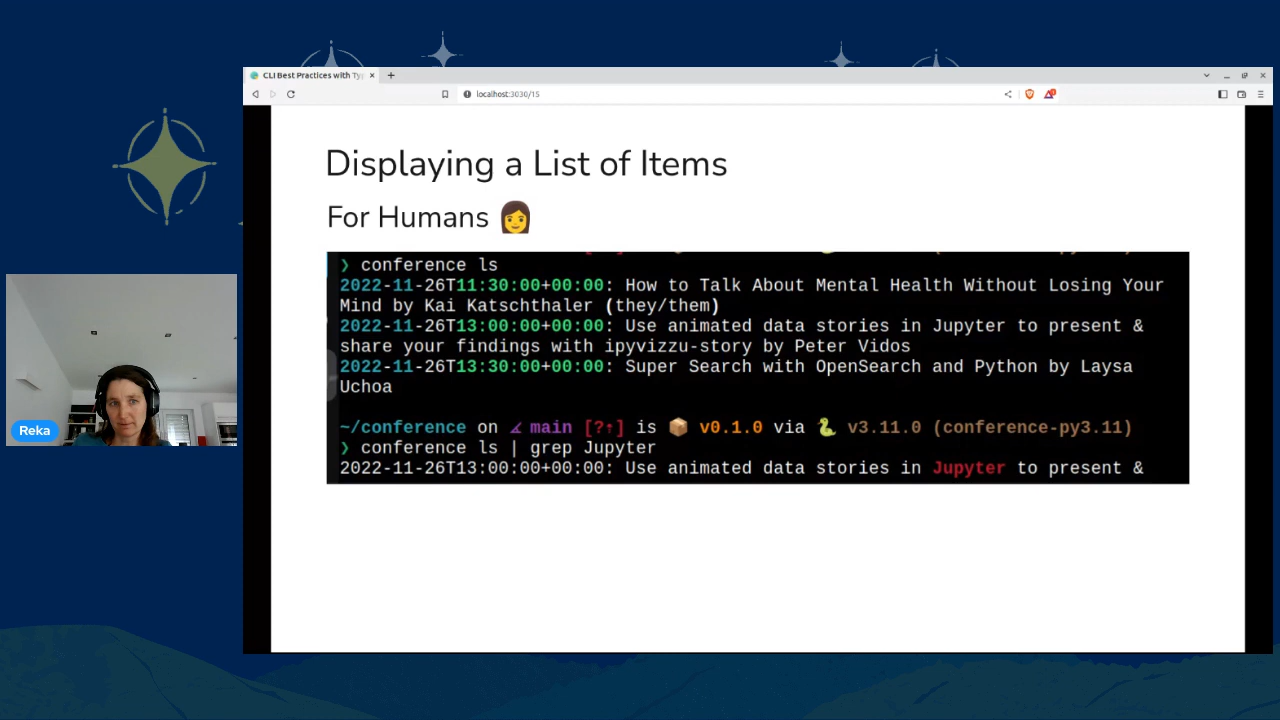 CLI Best Practices with Ty
localhost:3030/15
Displaying a List of Items
For Humans 👩
❯ conference ls
2022-11-26T11:30:00+00:00: How to Talk About Mental Health Without Losing Your
Mind by Kai Katschthaler (they/them)
2022-11-26T13:00:00+00:00: Use animated data stories in Jupyter to present &
share your findings with ipyvizzu-story by Peter Vidos
2022-11-26T13:30:00+00:00: Super Search with OpenSearch and Python by Laysa
Uchoa
~/conference on main [?⇡] is 📦 v0.1.0 via 🐍 v3.11.0 (conference-py3.11)
❯ conference ls | grep Jupyter
2022-11-26T13:00:00+00:00: Use animated data stories in Jupyter to present &
Reka